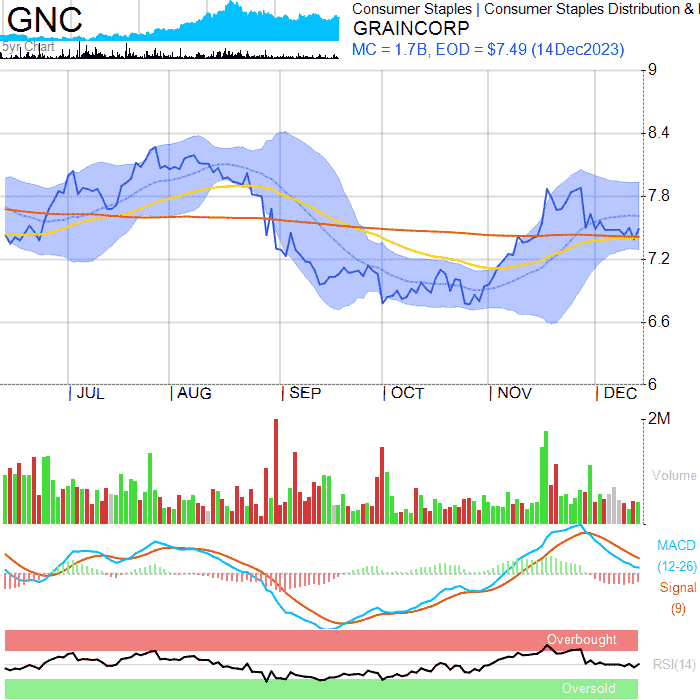 GNC
5yr Chart
Consumer Staples | Consumer Staples Distribution &
GRAINCORP
MC = 1.7B, EOD = $7.49 (14Dec2023)
9
8.4
7.8
7.2
6.6
6
| JUL
| AUG
| SEP
| OCT
| NOV
| DEC
2M
Volume
MACD
(12-26)
Signal
(9)
Overbought
RSI(14)
Oversold